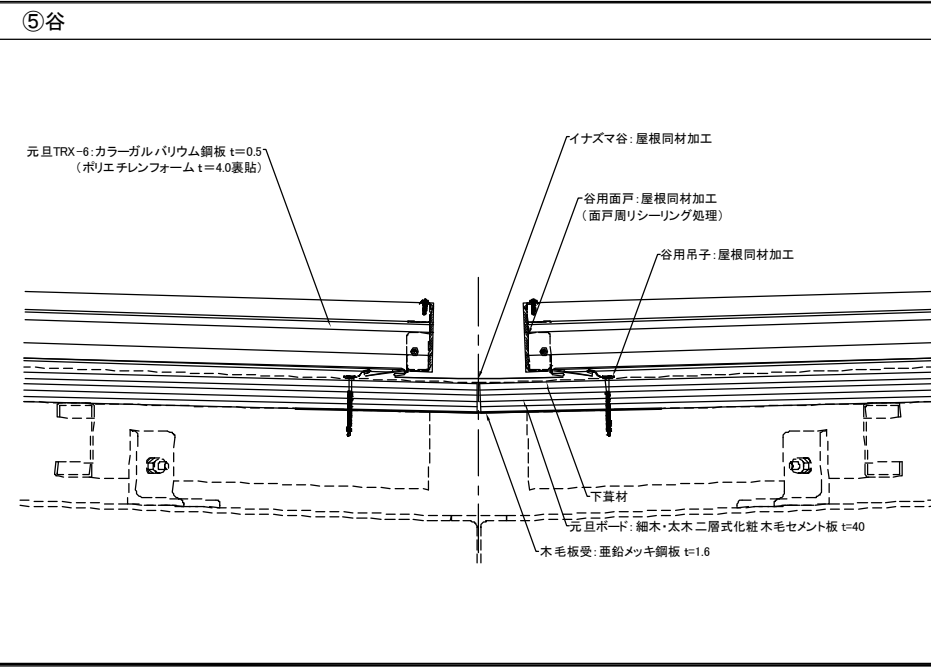 ⑤谷
イナズマ谷：屋根同材加工
元旦TRX-6：カラーガルバリウム鋼板 t＝0.5
（ポリエチレンフォーム t＝4.0裏貼）
谷用面戸：屋根同材加工
（面戸周リシーリング処理）
谷用吊子：屋根同材加工
下葺材
元旦ボード：細木・太木二層式化粧木毛セメント板 t=40
木毛板受：亜鉛メッキ鋼板 t=1.6